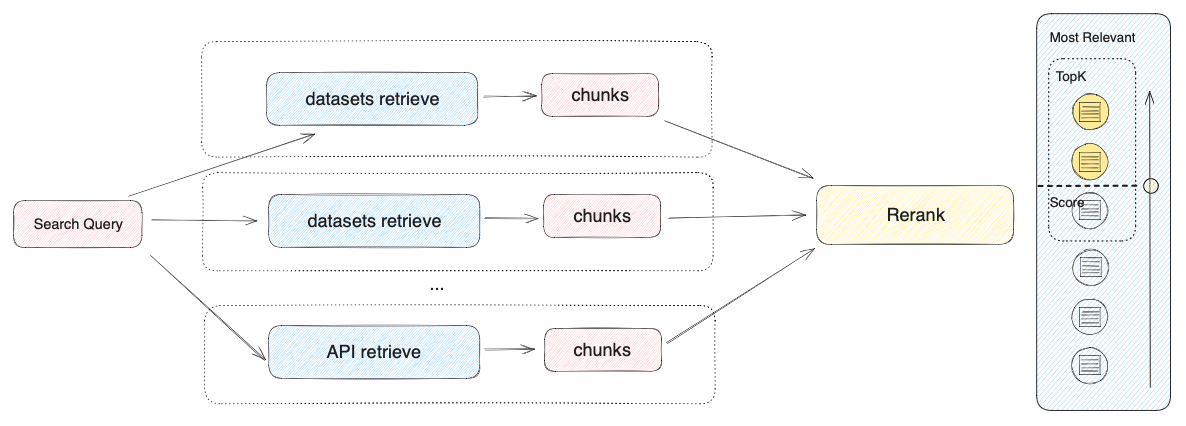 Search Query
datasets retrieve
chunks
datasets retrieve
chunks
...
API retrieve
chunks
Rerank
Most Relevant
TopK
Score